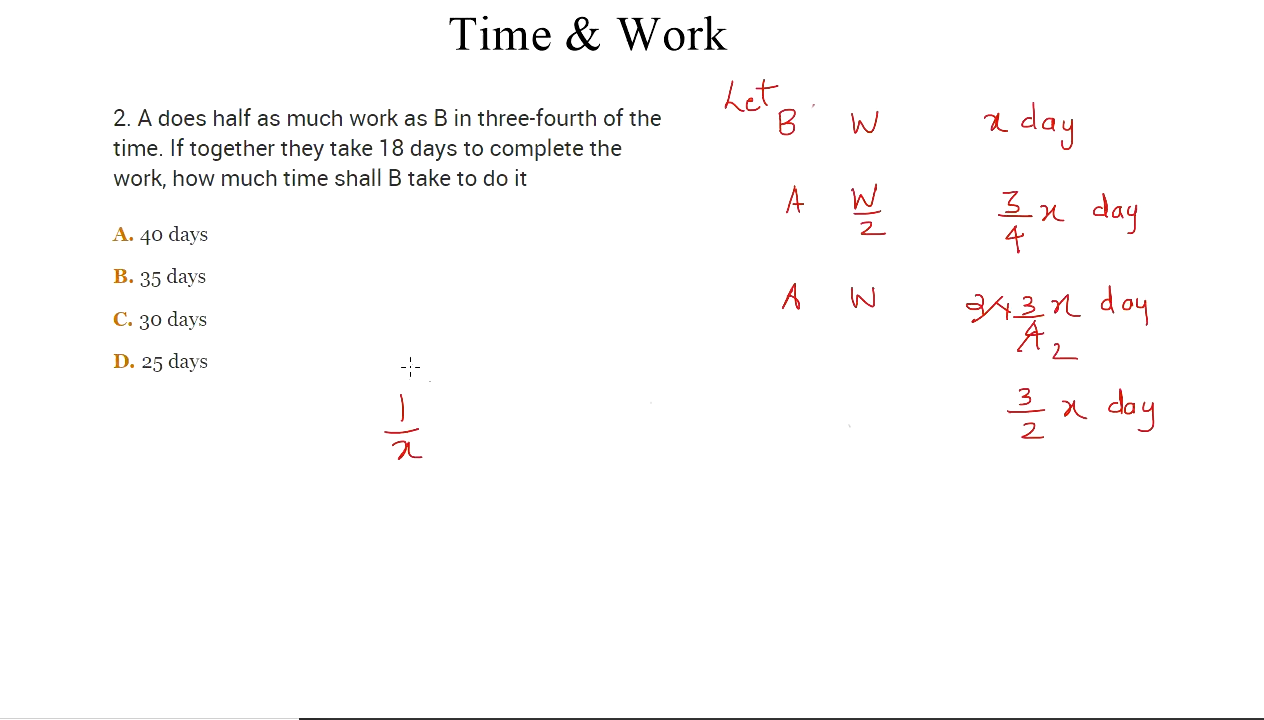 Time & Work
2. A does half as much work as B in three-fourth of the
time. If together they take 18 days to complete the
work, how much time shall B take to do it
A. 40 days
B. 35 days
C. 30 days
D. 25 days
1/x
Let
B W x day
A W/2 3/4 x day
A W 2 × 3/4 x day
2
3/2 x day